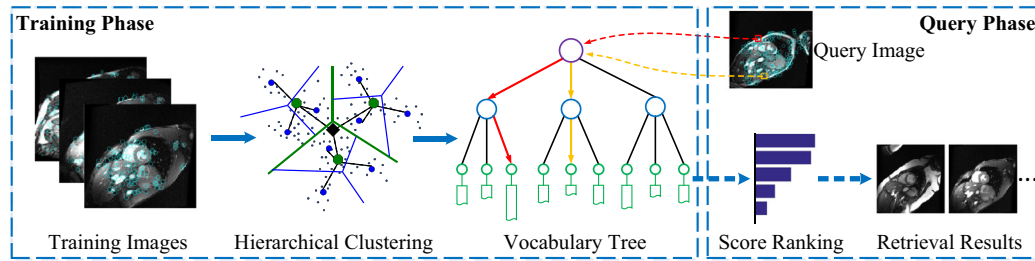 Training Phase
Query Phase
Query Image
Training Images
Hierarchical Clustering
Vocabulary Tree
Score Ranking
Retrieval Results
...